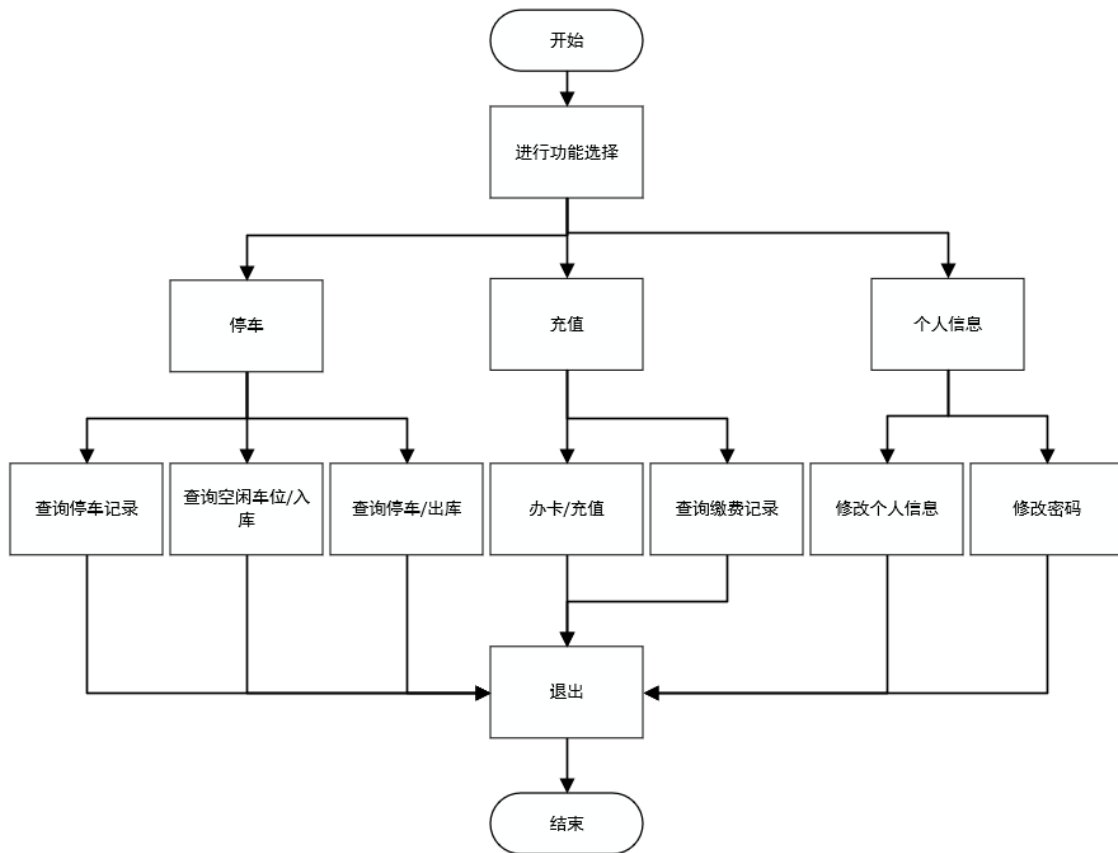 开始
进行功能选择
停车
充值
个人信息
查询停车记录
查询空闲车位/入
库
查询停车/出库
办卡/充值
查询缴费记录
修改个人信息
修改密码
退出
结束